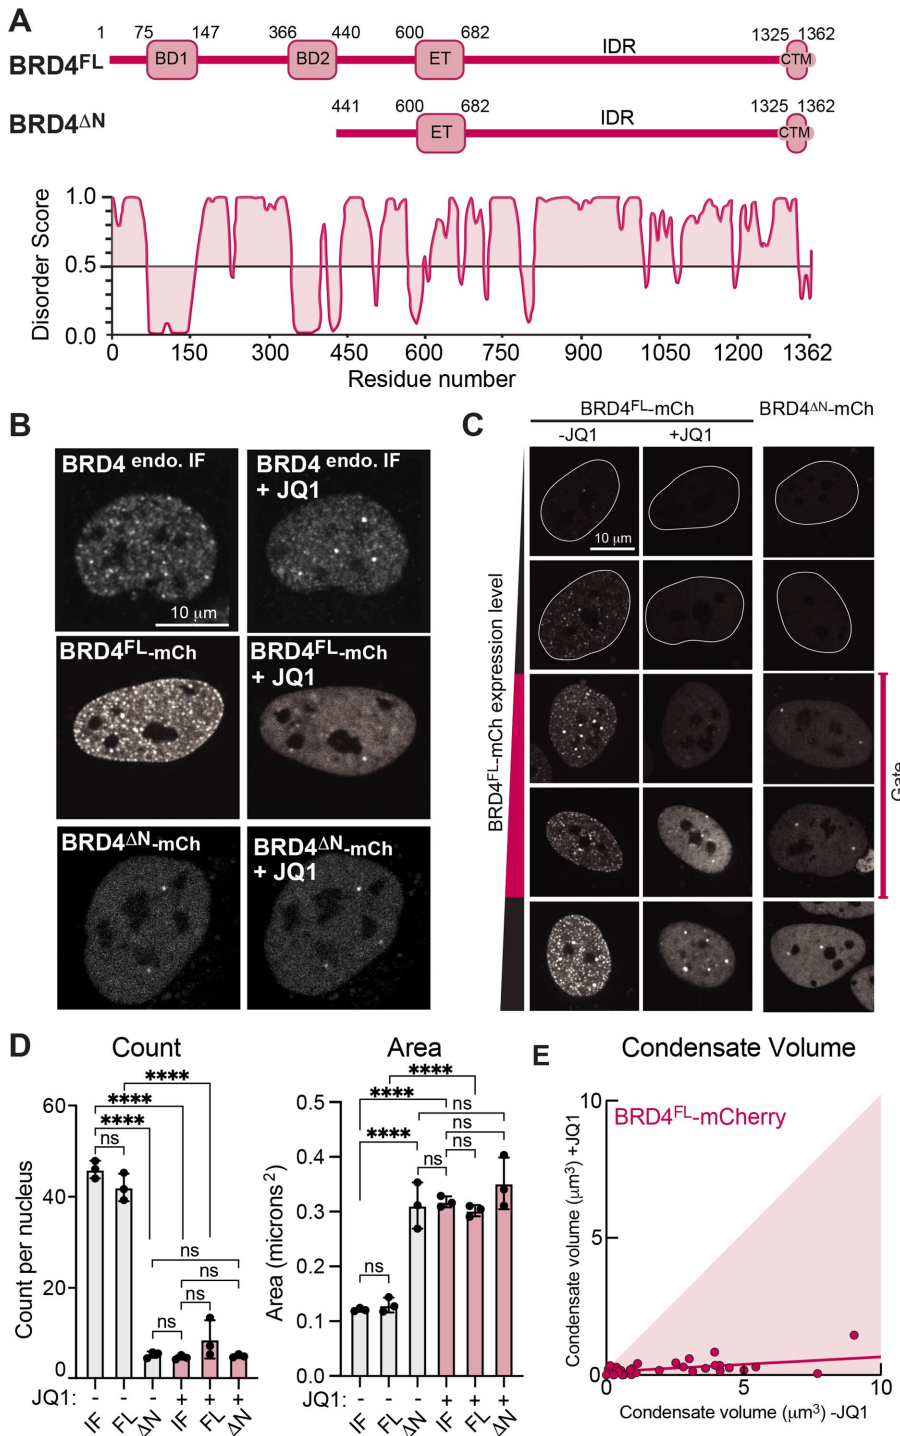 A
1 75 147 366 440 600 682 1325 1362
BRD4FL BD1 BD2 ET IDR CTM
441 600 682 1325 1362
BRD4ΔN ET IDR CTM
Disorder Score
1.0
0.5
0.0
0 150 300 450 600 750 900 1050 1200 1362
Residue number
B
BRD4 endo. IF
10 μm
BRD4 endo. IF
+ JQ1
BRD4FL-mCh
BRD4FL-mCh
+ JQ1
BRD4ΔN-mCh
BRD4ΔN-mCh
+ JQ1
C
BRD4FL-mCh BRD4ΔN-mCh
-JQ1 +JQ1
10 μm
BRD4FL-mCh expression level
Gate
D
Count
Count per nucleus
60
40
20
0
****
****
****
ns
ns
ns
ns
ns
JQ1: - - - + + +
IF FL ΔN IF FL ΔN
Area
Area (microns2)
0.5
0.4
0.3
0.2
0.1
0.0
****
****
****
ns
ns
ns
ns
ns
JQ1: - - - + + +
IF FL ΔN IF FL ΔN
E
Condensate Volume
BRD4FL-mCherry
Condensate volume (μm3) +JQ1
10
5
0
0 5 10
Condensate volume (μm3) -JQ1